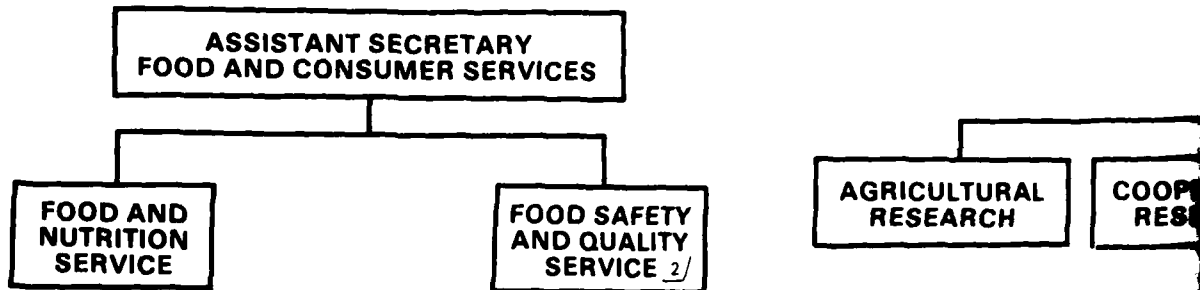 ASSISTANT SECRETARY
FOOD AND CONSUMER SERVICES
FOOD AND
NUTRITION
SERVICE
FOOD SAFETY
AND QUALITY
SERVICE 2/
AGRICULTURAL
RESEARCH